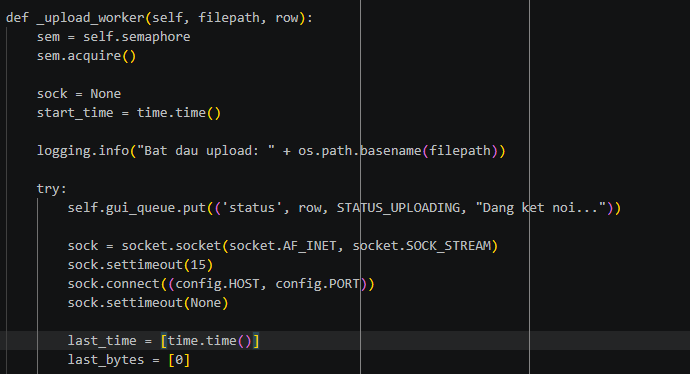 def _upload_worker(self, filepath, row):
sem = self.semaphore
sem.acquire()
sock = None
start_time = time.time()
logging.info("Bat dau upload: " + os.path.basename(filepath))
try:
self.gui_queue.put(('status', row, STATUS_UPLOADING, "Dang ket noi..."))
sock = socket.socket(socket.AF_INET, socket.SOCK_STREAM)
sock.settimeout(15)
sock.connect((config.HOST, config.PORT))
sock.settimeout(None)
last_time = [time.time()]
last_bytes = [0]